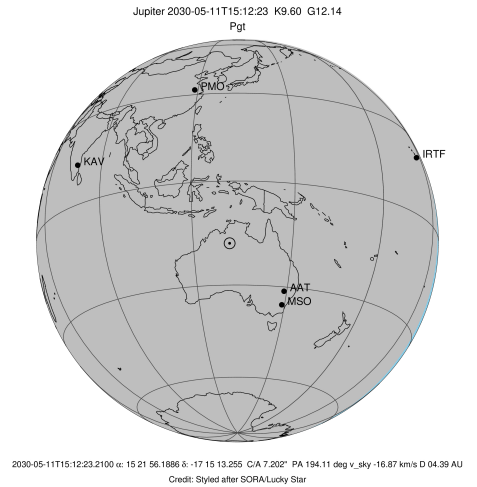 Jupiter 2030-05-11T15:12:23 K9.60 G12.14
Pgt
PMO
KAV
IRTF
AAT
MSO
2030-05-11T15:12:23.2100 α: 15 21 56.1886 δ: -17 15 13.255 C/A 7.202" PA 194.11 deg v_sky -16.87 km/s D 04.39 AU
Credit: Styled after SORA/Lucky Star